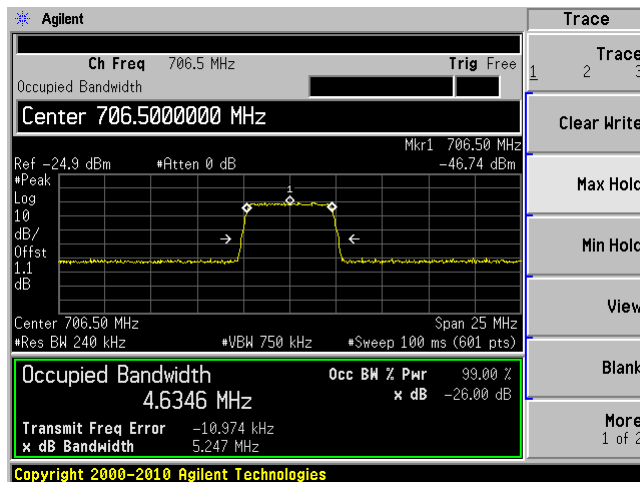 Agilent
Trace
Ch Freq 706.5 MHz Trig Free
Occupied Bandwidth
Center 706.5000000 MHz
Mkr1 706.50 MHz
Ref -24.9 dBm #Atten 0 dB -46.74 dBm
#Peak
Log
10
dB/
Offst
1.1
dB
1
Center 706.50 MHz Span 25 MHz
#Res BW 240 kHz #VBW 750 kHz #Sweep 100 ms (601 pts)
Occupied Bandwidth Occ BW % Pwr 99.00 %
4.6346 MHz x dB -26.00 dB
Transmit Freq Error -10.974 kHz
x dB Bandwidth 5.247 MHz
Copyright 2000-2010 Agilent Technologies
Trace
1 2 3
Clear Write
Max Hold
Min Hold
View
Blank
More
1 of 2